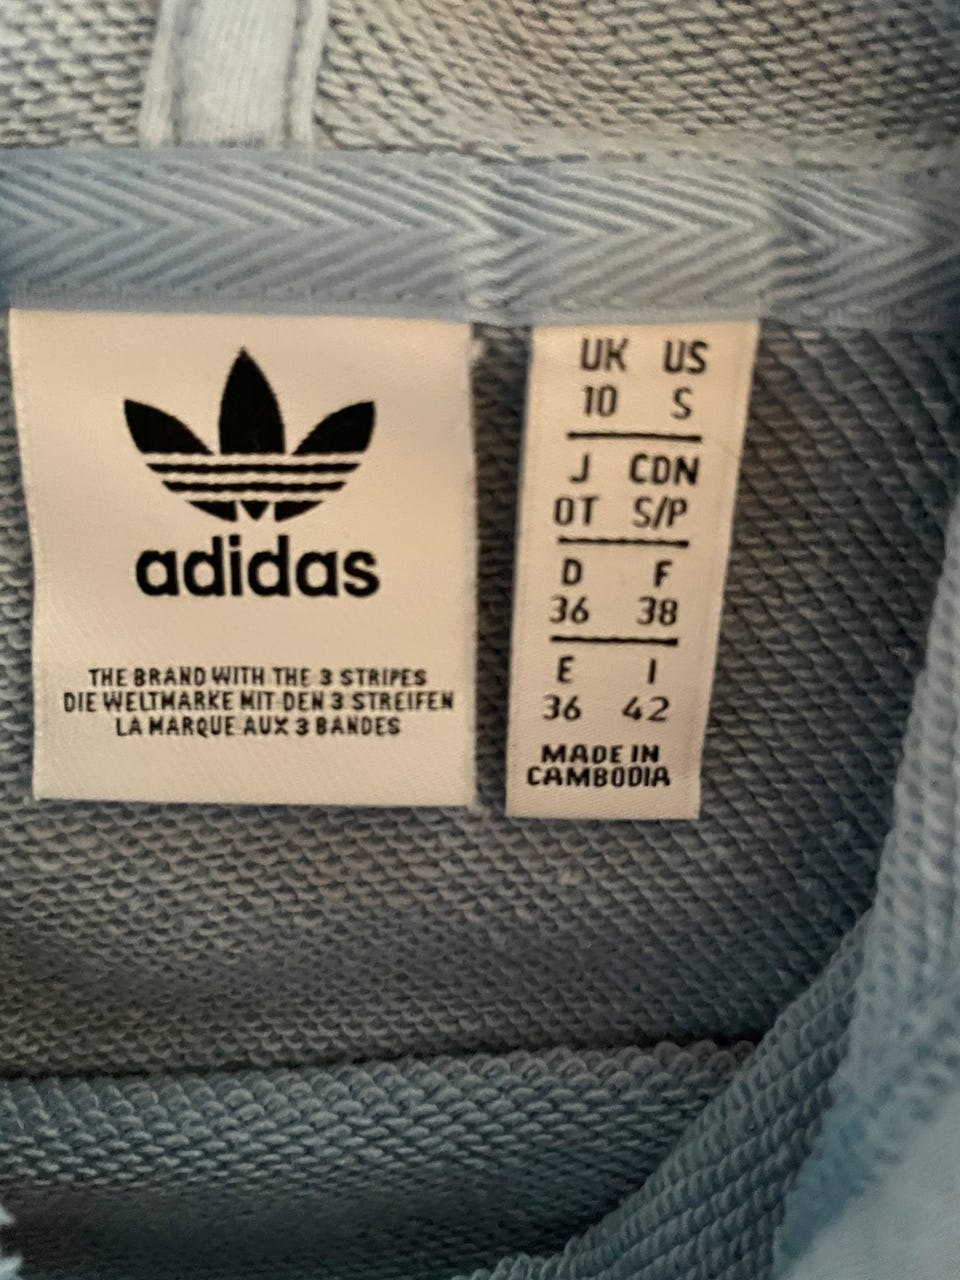 adidas
THE BRAND WITH THE 3 STRIPES
DIE WELTMARKE MIT DEN 3 STREIFEN
LA MARQUE AUX 3 BANDES
UK US
10 S
J CDN
OT S/P
D F
36 38
E I
36 42
MADE IN
CAMBODIA